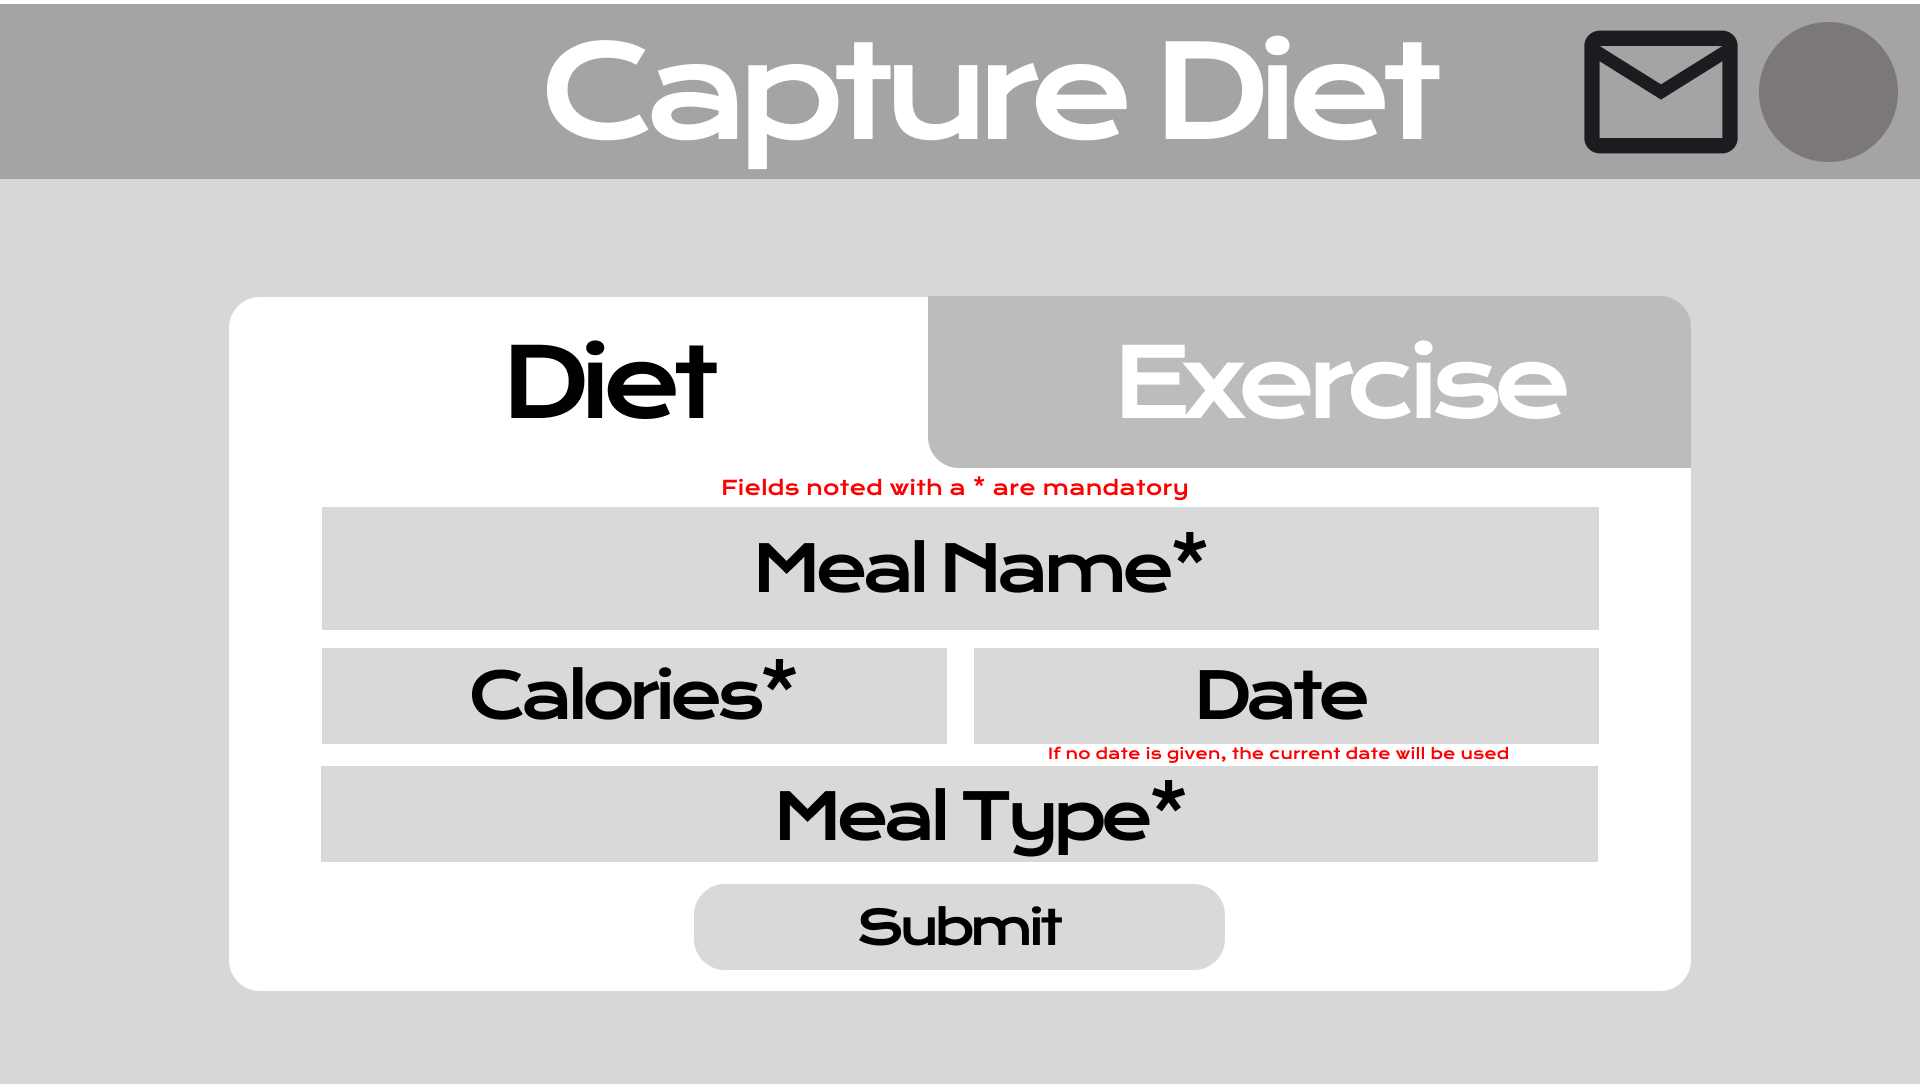 Capture Diet
Diet
Exercise
Fields noted with a * are mandatory
Meal Name*
Calories*
Date
If no date is given, the current date will be used
Meal Type*
Submit